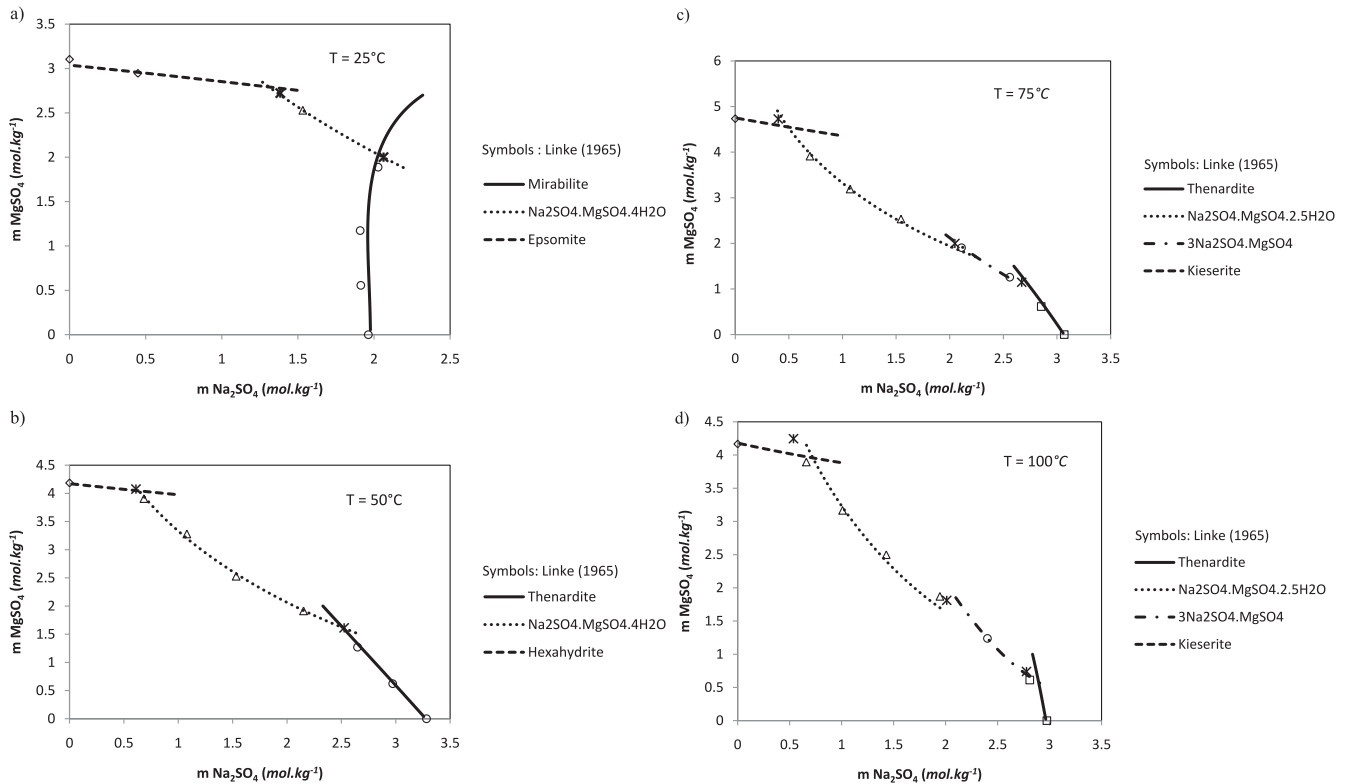 a)
3.5
3
2.5
2
1.5
1
0.5
0
m MgSO4 (mol.kg-1)
T = 25°C
0 0.5 1 1.5 2 2.5
m Na2SO4 (mol.kg-1)
Symbols : Linke (1965)
Mirabilite
Na2SO4.MgSO4.4H2O
Epsomite
b)
4.5
4
3.5
3
2.5
2
1.5
1
0.5
0
m MgSO4 (mol.kg-1)
T = 50°C
0 0.5 1 1.5 2 2.5 3 3.5
m Na2SO4 (mol.kg-1)
Symbols: Linke (1965)
Thenardite
Na2SO4.MgSO4.4H2O
Hexahydrite
c)
6
5
4
3
2
1
0
m MgSO4 (mol.kg-1)
T = 75°C
0 0.5 1 1.5 2 2.5 3 3.5
m Na2SO4 (mol.kg-1)
Symbols: Linke (1965)
Thenardite
Na2SO4.MgSO4.2.5H2O
3Na2SO4.MgSO4
Kieserite
d)
4.5
4
3.5
3
2.5
2
1.5
1
0.5
0
m MgSO4 (mol.kg-1)
T = 100°C
0 0.5 1 1.5 2 2.5 3 3.5
m Na2SO4 (mol.kg-1)
Symbols: Linke (1965)
Thenardite
Na2SO4.MgSO4.2.5H2O
3Na2SO4.MgSO4
Kieserite